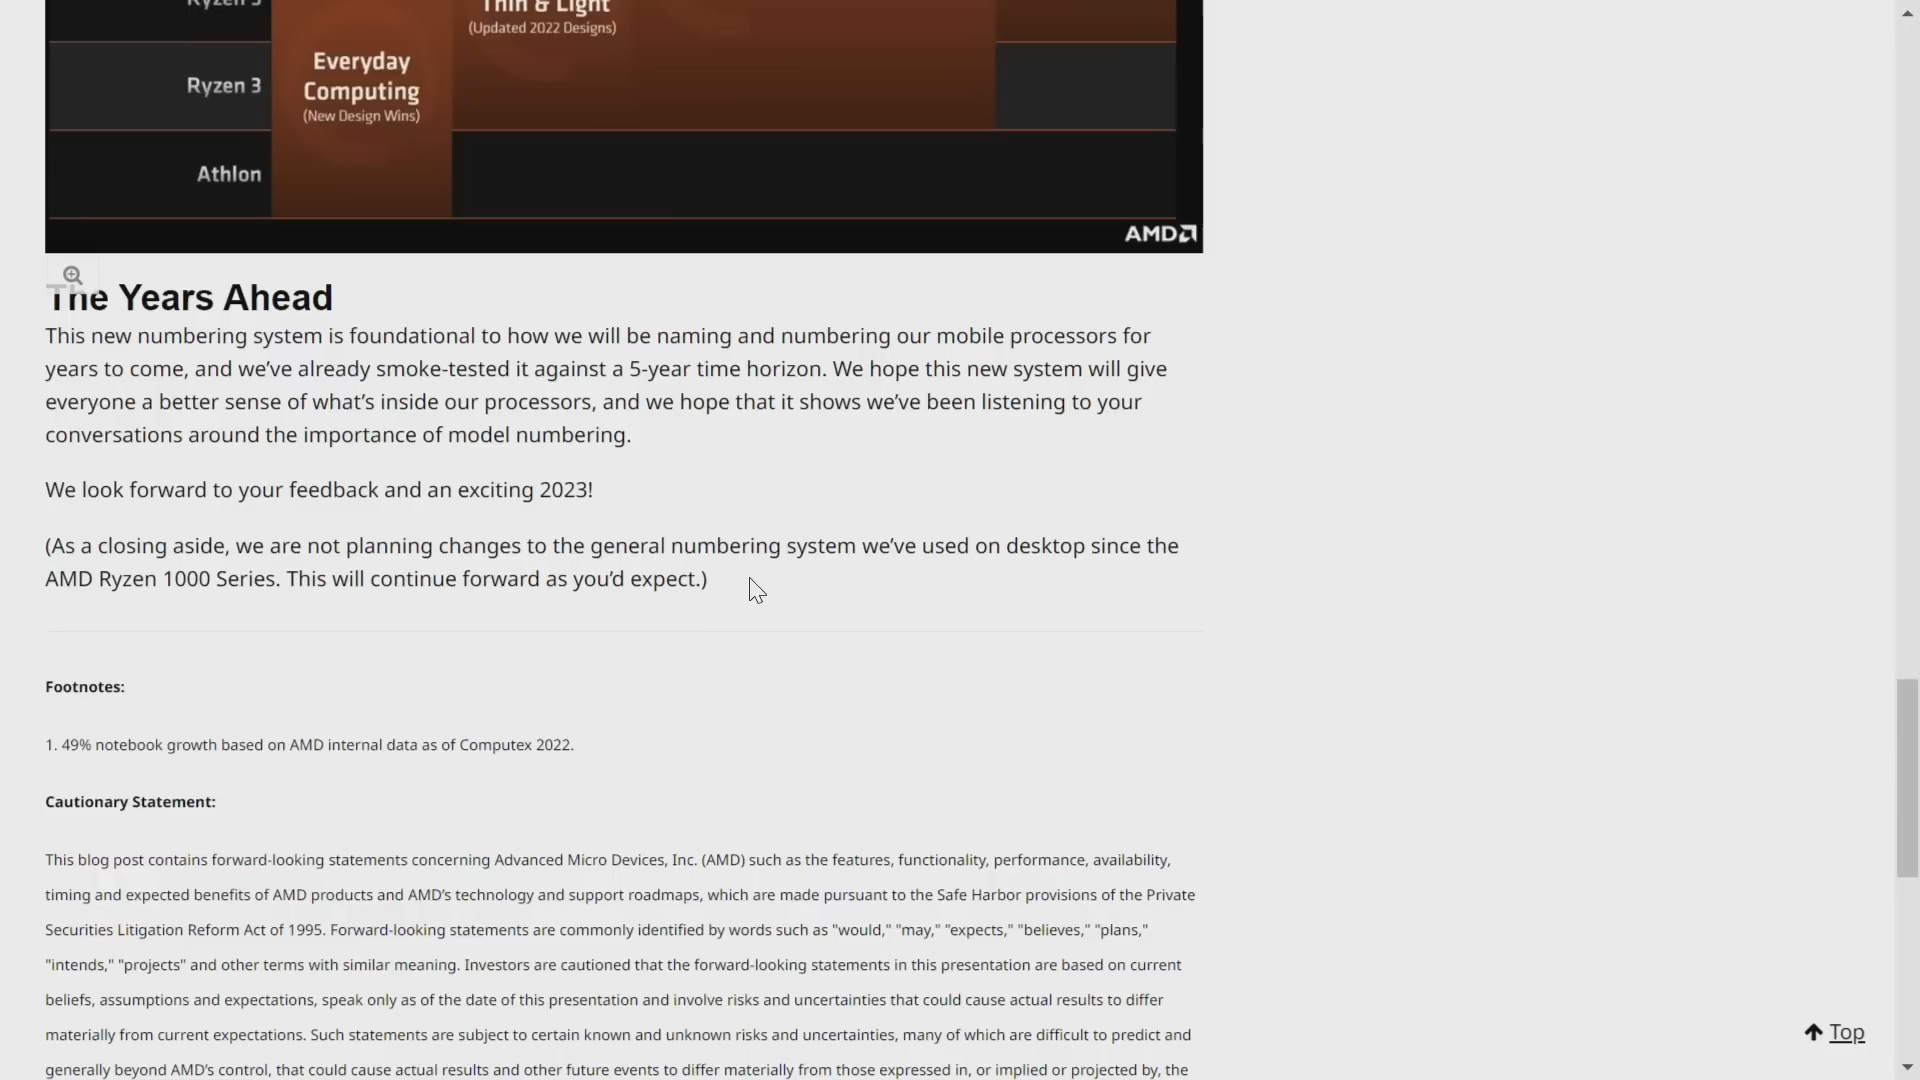 Ryzen 5
Thin & Light
(Updated 2022 Designs)
Everyday
Computing
(New Design Wins)
Ryzen 3
Athlon
AMD
The Years Ahead
This new numbering system is foundational to how we will be naming and numbering our mobile processors for
years to come, and we’ve already smoke-tested it against a 5-year time horizon. We hope this new system will give
everyone a better sense of what’s inside our processors, and we hope that it shows we’ve been listening to your
conversations around the importance of model numbering.
We look forward to your feedback and an exciting 2023!
(As a closing aside, we are not planning changes to the general numbering system we’ve used on desktop since the
AMD Ryzen 1000 Series. This will continue forward as you’d expect.)
Footnotes:
1. 49% notebook growth based on AMD internal data as of Computex 2022.
Cautionary Statement:
This blog post contains forward-looking statements concerning Advanced Micro Devices, Inc. (AMD) such as the features, functionality, performance, availability,
timing and expected benefits of AMD products and AMD’s technology and support roadmaps, which are made pursuant to the Safe Harbor provisions of the Private
Securities Litigation Reform Act of 1995. Forward-looking statements are commonly identified by words such as "would," "may," "expects," "believes," "plans,"
"intends," "projects" and other terms with similar meaning. Investors are cautioned that the forward-looking statements in this presentation are based on current
beliefs, assumptions and expectations, speak only as of the date of this presentation and involve risks and uncertainties that could cause actual results to differ
materially from current expectations. Such statements are subject to certain known and unknown risks and uncertainties, many of which are difficult to predict and
generally beyond AMD’s control, that could cause actual results and other future events to differ materially from those expressed in, or implied or projected by, the
Top